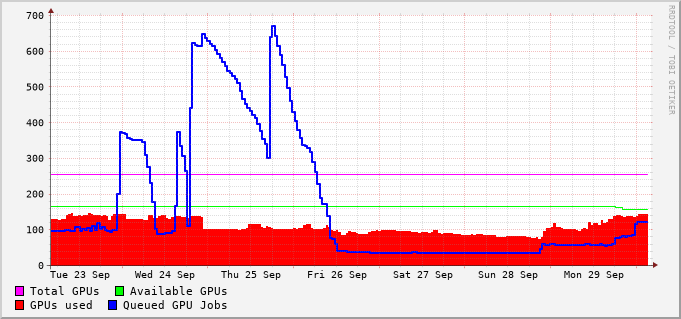 700
600
500
400
300
200
100
0
Tue 23 Sep Wed 24 Sep Thu 25 Sep Fri 26 Sep Sat 27 Sep Sun 28 Sep Mon 29 Sep
Total GPUs Available GPUs
GPUs used Queued GPU Jobs
RRDTOOL / TOBI OETIKER